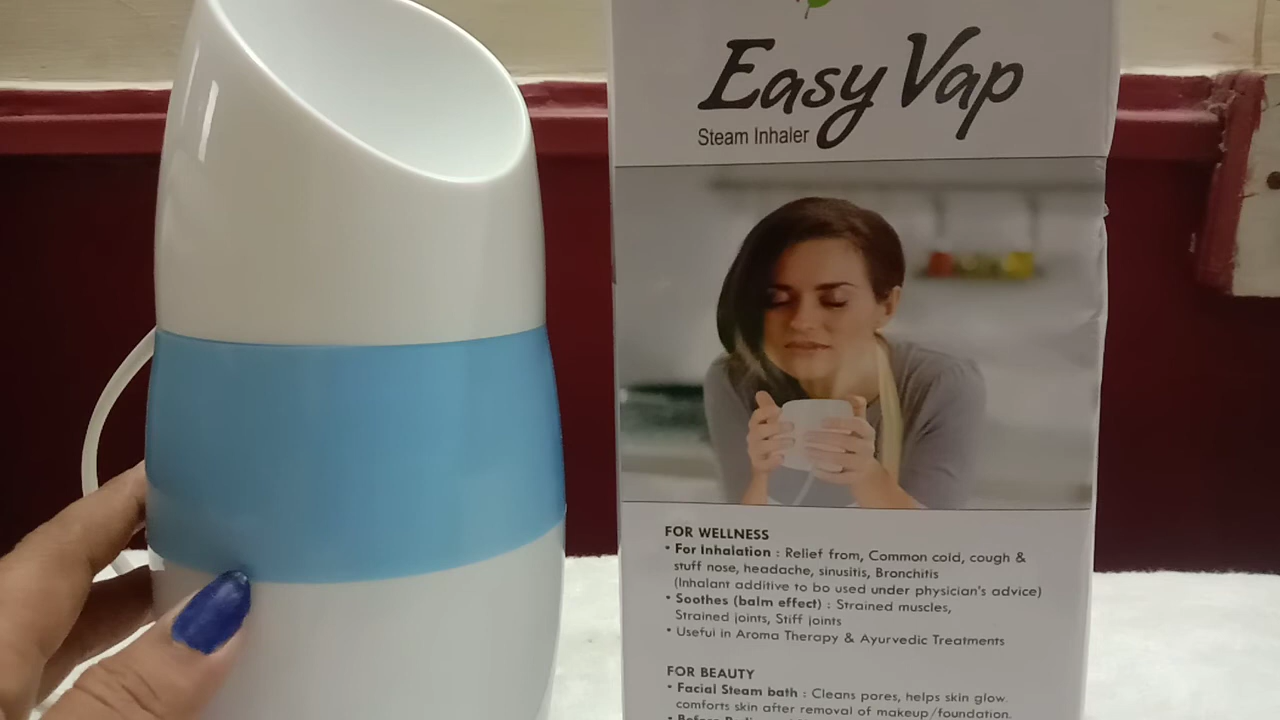 Easy Vap
Steam Inhaler
FOR WELLNESS
• For Inhalation : Relief from, Common cold, cough &
stuff nose, headache, sinusitis, Bronchitis
(Inhalant additive to bo used under physician's advice)
• Soothes (balm effect) : Strained muscles,
Strained joints, Stiff joints
• Useful in Aroma Therapy & Ayurvedic Treatments
FOR BEAUTY
• Facial Steam bath : Cleans pores, helps skin glow.
comforts skin after removal of makeup/foundation.